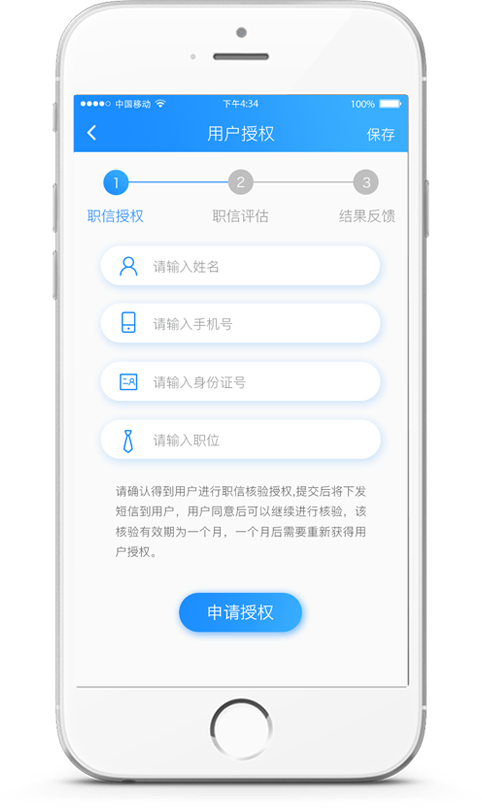 中国移动 下午4:34 100%
用户授权 保存
1 2 3
职信授权 职信评估 结果反馈
请输入姓名
请输入手机号
请输入身份证号
请输入职位
请确认得到用户进行职信核验授权,提交后将下发
短信到用户，用户同意后可以继续进行核验，该
核验有效期为一个月，一个月后需要重新获得用
户授权。
申请授权